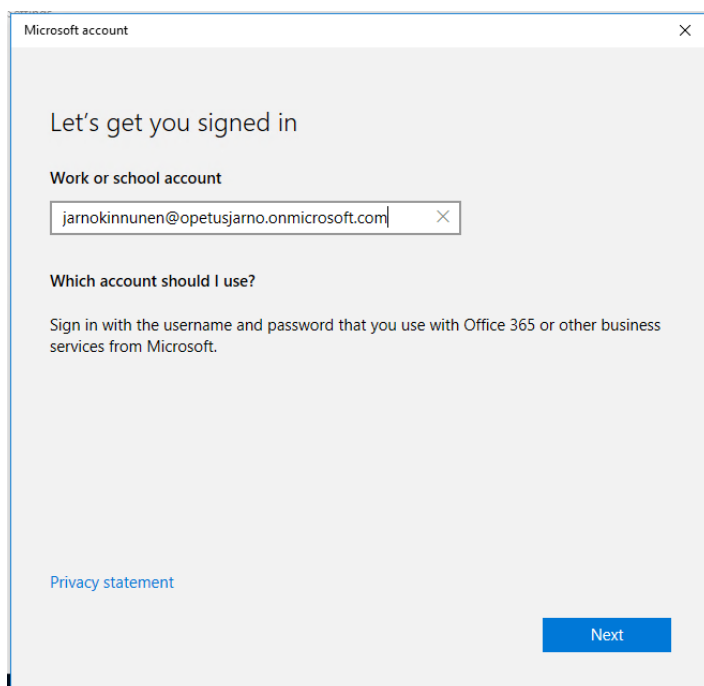 Microsoft account
Let's get you signed in
Work or school account
jarnokinnunen@opetusjarno.onmicrosoft.com
Which account should I use?
Sign in with the username and password that you use with Office 365 or other business
services from Microsoft.
Privacy statement
Next